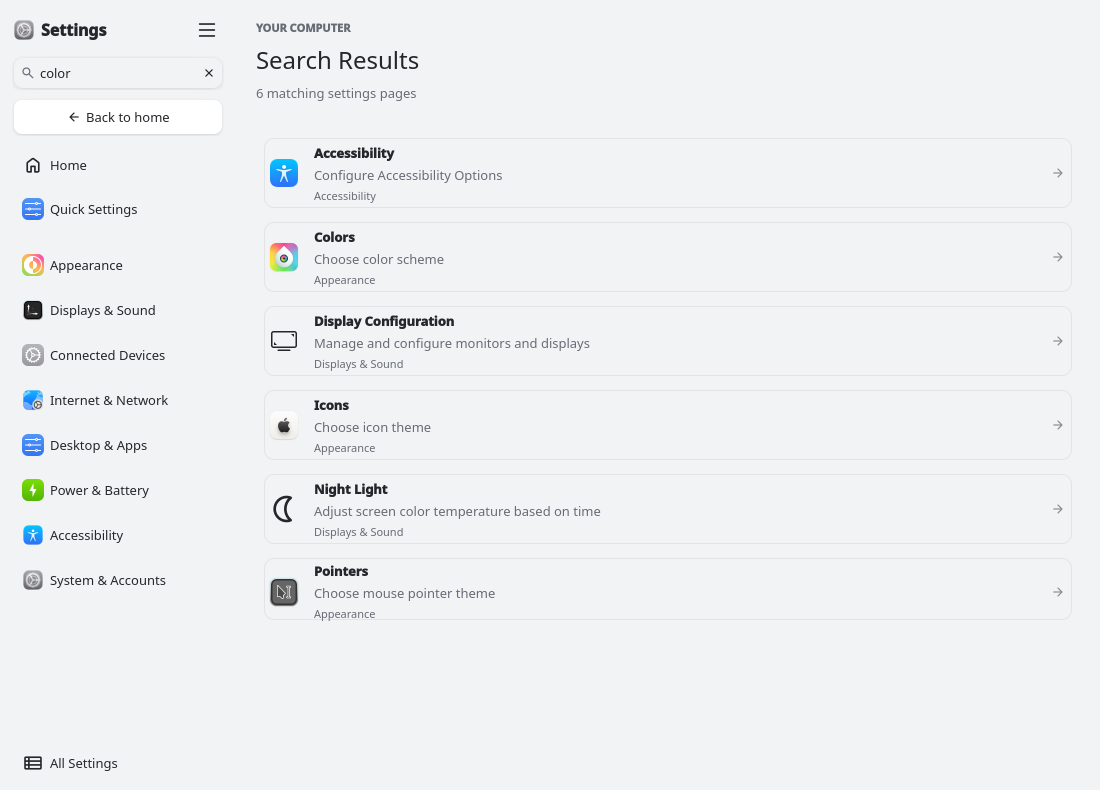 Settings
color
Back to home
Home
Quick Settings
Appearance
Displays & Sound
Connected Devices
Internet & Network
Desktop & Apps
Power & Battery
Accessibility
System & Accounts
All Settings
YOUR COMPUTER
Search Results
6 matching settings pages
Accessibility
Configure Accessibility Options
Accessibility
Colors
Choose color scheme
Appearance
Display Configuration
Manage and configure monitors and displays
Displays & Sound
Icons
Choose icon theme
Appearance
Night Light
Adjust screen color temperature based on time
Displays & Sound
Pointers
Choose mouse pointer theme
Appearance